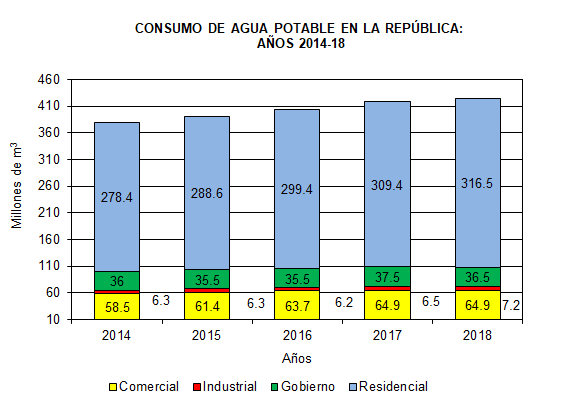 CONSUMO DE AGUA POTABLE EN LA REPÚBLICA:
AÑOS 2014-18
Millones de m³
460
410
360
310
260
210
160
110
60
10
278.4 288.6 299.4 309.4 316.5
36 35.5 35.5 37.5 36.5
6.3 6.3 6.2 6.5 7.2
58.5 61.4 63.7 64.9 64.9
2014 2015 2016 2017 2018
Años
Comercial Industrial Gobierno Residencial